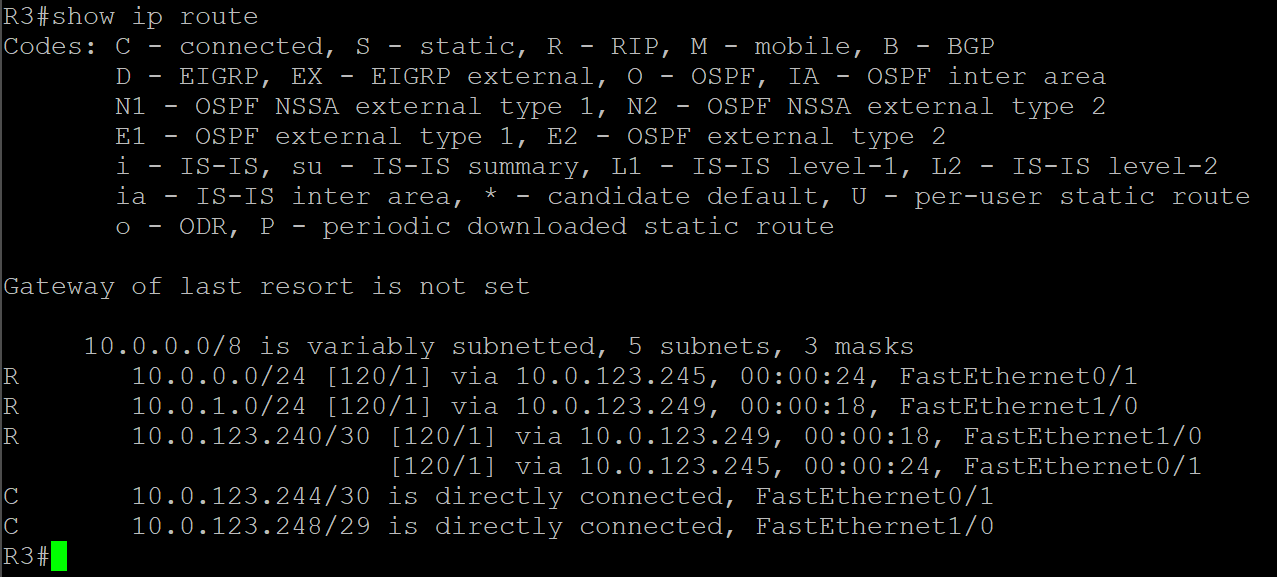 R3#show ip route
Codes: C - connected, S - static, R - RIP, M - mobile, B - BGP
       D - EIGRP, EX - EIGRP external, O - OSPF, IA - OSPF inter area
       N1 - OSPF NSSA external type 1, N2 - OSPF NSSA external type 2
       E1 - OSPF external type 1, E2 - OSPF external type 2
       i - IS-IS, su - IS-IS summary, L1 - IS-IS level-1, L2 - IS-IS level-2
       ia - IS-IS inter area, * - candidate default, U - per-user static route
       o - ODR, P - periodic downloaded static route

Gateway of last resort is not set

     10.0.0.0/8 is variably subnetted, 5 subnets, 3 masks
R       10.0.0.0/24 [120/1] via 10.0.123.245, 00:00:24, FastEthernet0/1
R       10.0.1.0/24 [120/1] via 10.0.123.249, 00:00:18, FastEthernet1/0
R       10.0.123.240/30 [120/1] via 10.0.123.249, 00:00:18, FastEthernet1/0
                        [120/1] via 10.0.123.245, 00:00:24, FastEthernet0/1
C       10.0.123.244/30 is directly connected, FastEthernet0/1
C       10.0.123.248/29 is directly connected, FastEthernet1/0
R3#